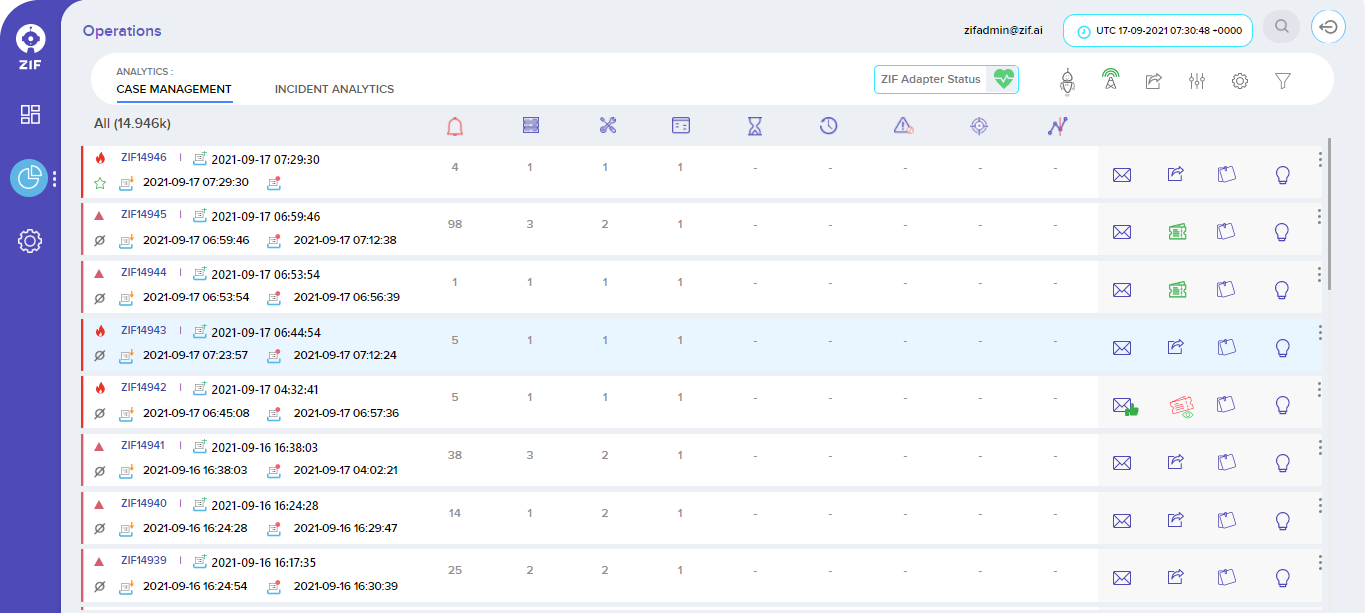 Operations
zifadmin@zif.ai
UTC 17-09-2021 07:30:48 +0000
ZIF
ANALYTICS :
CASE MANAGEMENT
INCIDENT ANALYTICS
ZIF Adapter Status
All (14.946k)
ZIF14946 | 2021-09-17 07:29:30
2021-09-17 07:29:30
4 1 1 1 - - - - -
ZIF14945 | 2021-09-17 06:59:46
2021-09-17 06:59:46 2021-09-17 07:12:38
98 3 2 1 - - - - -
ZIF14944 | 2021-09-17 06:53:54
2021-09-17 06:53:54 2021-09-17 06:56:39
1 1 1 1 - - - - -
ZIF14943 | 2021-09-17 06:44:54
2021-09-17 07:23:57 2021-09-17 07:12:24
5 1 1 1 - - - - -
ZIF14942 | 2021-09-17 04:32:41
2021-09-17 06:45:08 2021-09-17 06:57:36
5 1 1 1 - - - - -
ZIF14941 | 2021-09-16 16:38:03
2021-09-16 16:38:03 2021-09-17 04:02:21
38 3 2 1 - - - - -
ZIF14940 | 2021-09-16 16:24:28
2021-09-16 16:24:28 2021-09-16 16:29:47
14 1 2 1 - - - - -
ZIF14939 | 2021-09-16 16:17:35
2021-09-16 16:24:54 2021-09-16 16:30:39
25 2 2 1 - - - - -